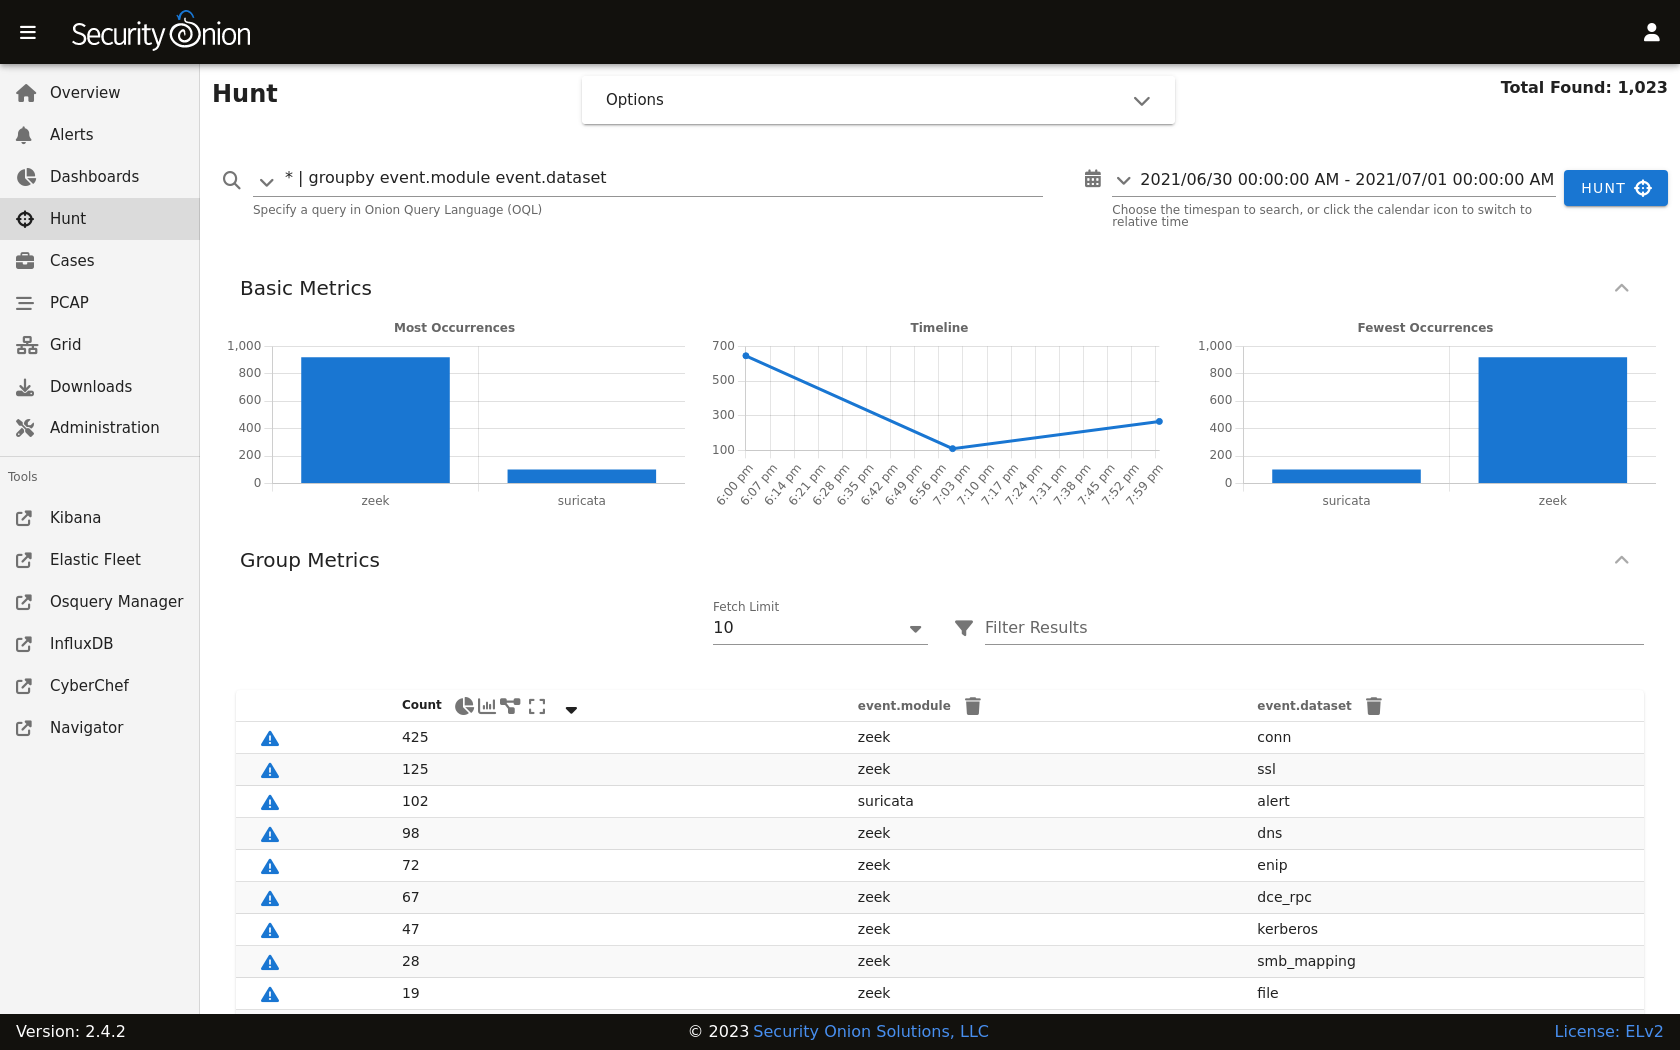 Security Onion
Overview
Alerts
Dashboards
Hunt
Cases
PCAP
Grid
Downloads
Administration
Tools
Kibana
Elastic Fleet
Osquery Manager
InfluxDB
CyberChef
Navigator
Hunt
Options
Total Found: 1,023
* | groupby event.module event.dataset
Specify a query in Onion Query Language (OQL)
2021/06/30 00:00:00 AM - 2021/07/01 00:00:00 AM
Choose the timespan to search, or click the calendar icon to switch to
relative time
HUNT
Basic Metrics
Most Occurrences
1,000
800
600
400
200
0
zeek suricata
Timeline
700
500
300
100
6:00 pm 6:07 pm 6:14 pm 6:21 pm 6:28 pm 6:35 pm 6:42 pm 6:49 pm 6:56 pm 7:03 pm 7:10 pm 7:17 pm 7:24 pm 7:31 pm 7:38 pm 7:45 pm 7:52 pm 7:59 pm
Fewest Occurrences
1,000
800
600
400
200
0
suricata zeek
Group Metrics
Fetch Limit
10
Filter Results
Count event.module event.dataset
425 zeek conn
125 zeek ssl
102 suricata alert
98 zeek dns
72 zeek enip
67 zeek dce_rpc
47 zeek kerberos
28 zeek smb_mapping
19 zeek file
Version: 2.4.2
© 2023 Security Onion Solutions, LLC
License: ELv2